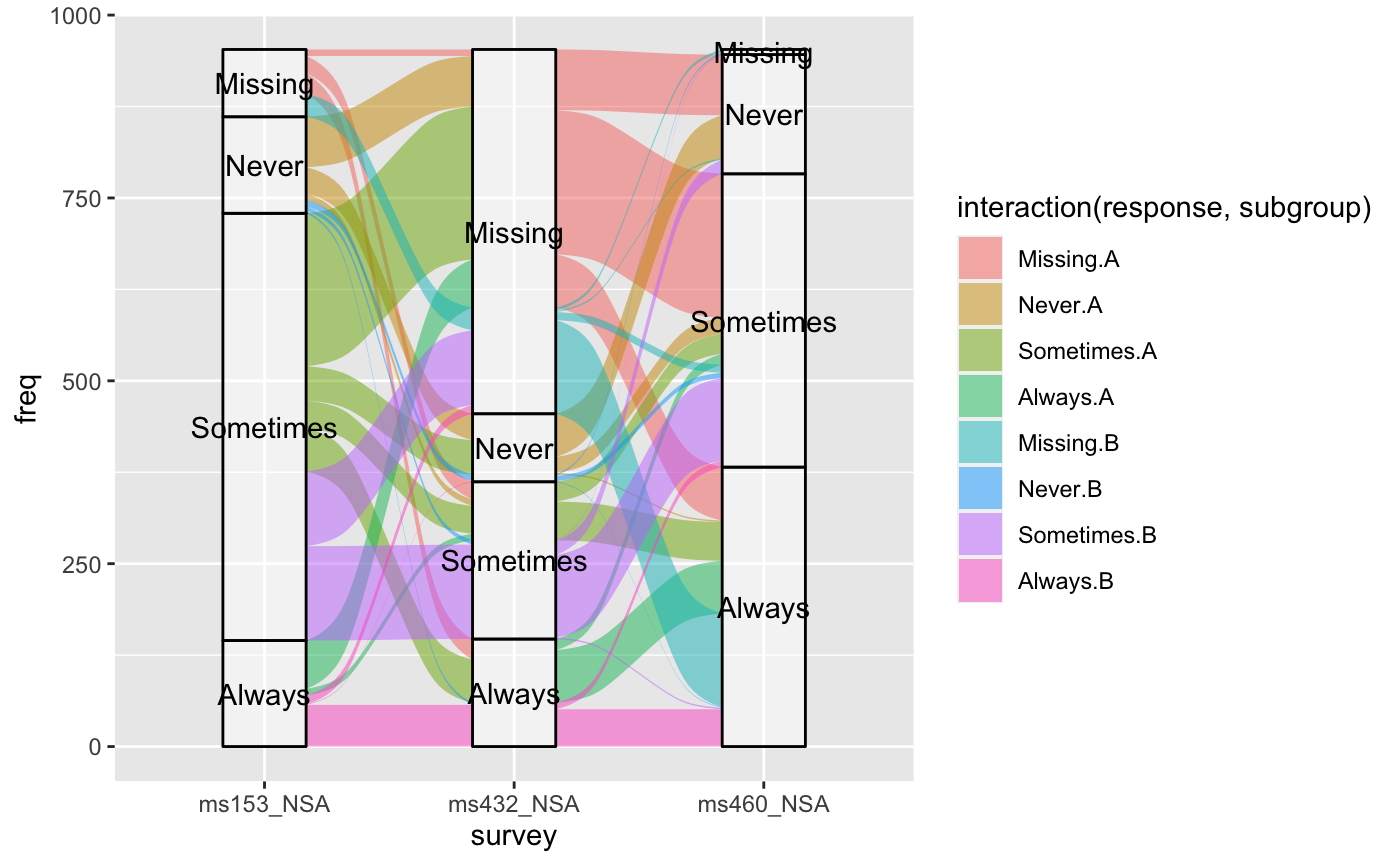 1000
750
500
250
0
freq
Missing
Never
Sometimes
Always
Missing
Never
Sometimes
Always
Missing
Never
Sometimes
Always
ms153_NSA
ms432_NSA
ms460_NSA
survey
interaction(response, subgroup)
Missing.A
Never.A
Sometimes.A
Always.A
Missing.B
Never.B
Sometimes.B
Always.B